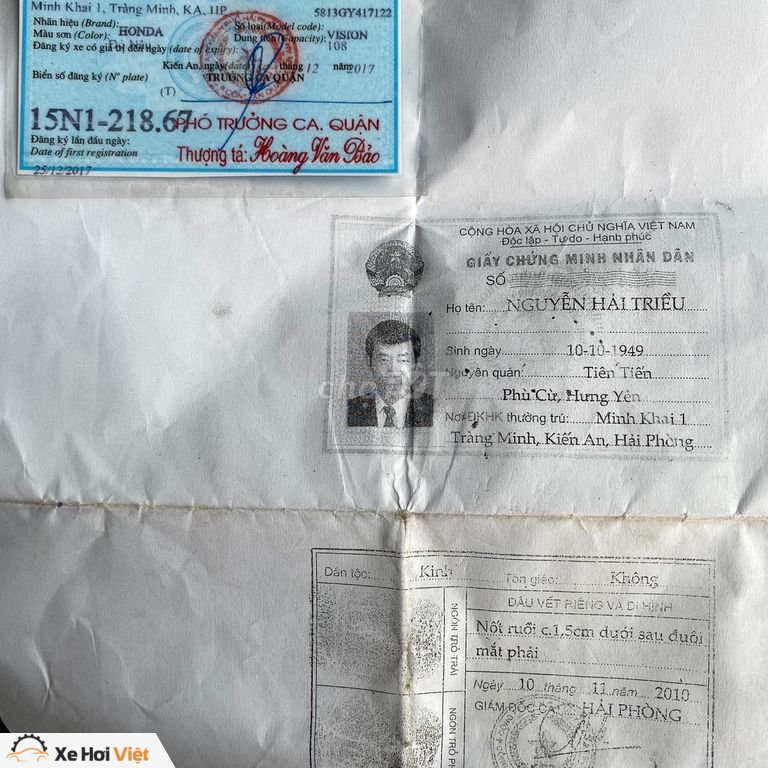 Minh Khai 1, Tràng Minh, KA, HP
5813GY417122
Nhãn hiệu (Brand): Số loại (Model code):
Màu sơn (Color): HONDA Dung tích (Capacity): VISION
Đăng ký xe có giá trị đến ngày (date of expiry): 108
Kiến An, ngày (date) tháng 12 năm 2017
Biển số đăng ký (N° plate) TRƯỞNG CA QUẬN
(T)
15N1-218.67 PHÓ TRƯỞNG CA. QUẬN
Đăng ký lần đầu ngày:
Date of first registration Thượng tá: Hoàng Văn Bảo
25/12/2017
CỘNG HÒA XÃ HỘI CHỦ NGHĨA VIỆT NAM
Độc lập - Tự do - Hạnh phúc
GIẤY CHỨNG MINH NHÂN DÂN
SỐ
Họ tên: NGUYỄN HẢI TRIỀU
Sinh ngày 10-10-1949
Nguyên quán: Tiên Tiến
Phù Cừ, Hưng Yên
Nơi ĐKHK thường trú: Minh Khai 1
Tràng Minh, Kiến An, Hải Phòng
Dân tộc: Kinh Tôn giáo: Không
DẤU VẾT RIÊNG VÀ DỊ HÌNH
NGÓN TRỎ TRÁI
Nốt ruồi c.1,5cm dưới sau đuôi
mắt phải
Ngày 10 tháng 11 năm 2010
GIÁM ĐỐC CA HẢI PHÒNG
NGÓN TRỎ
Xe Hơi Việt